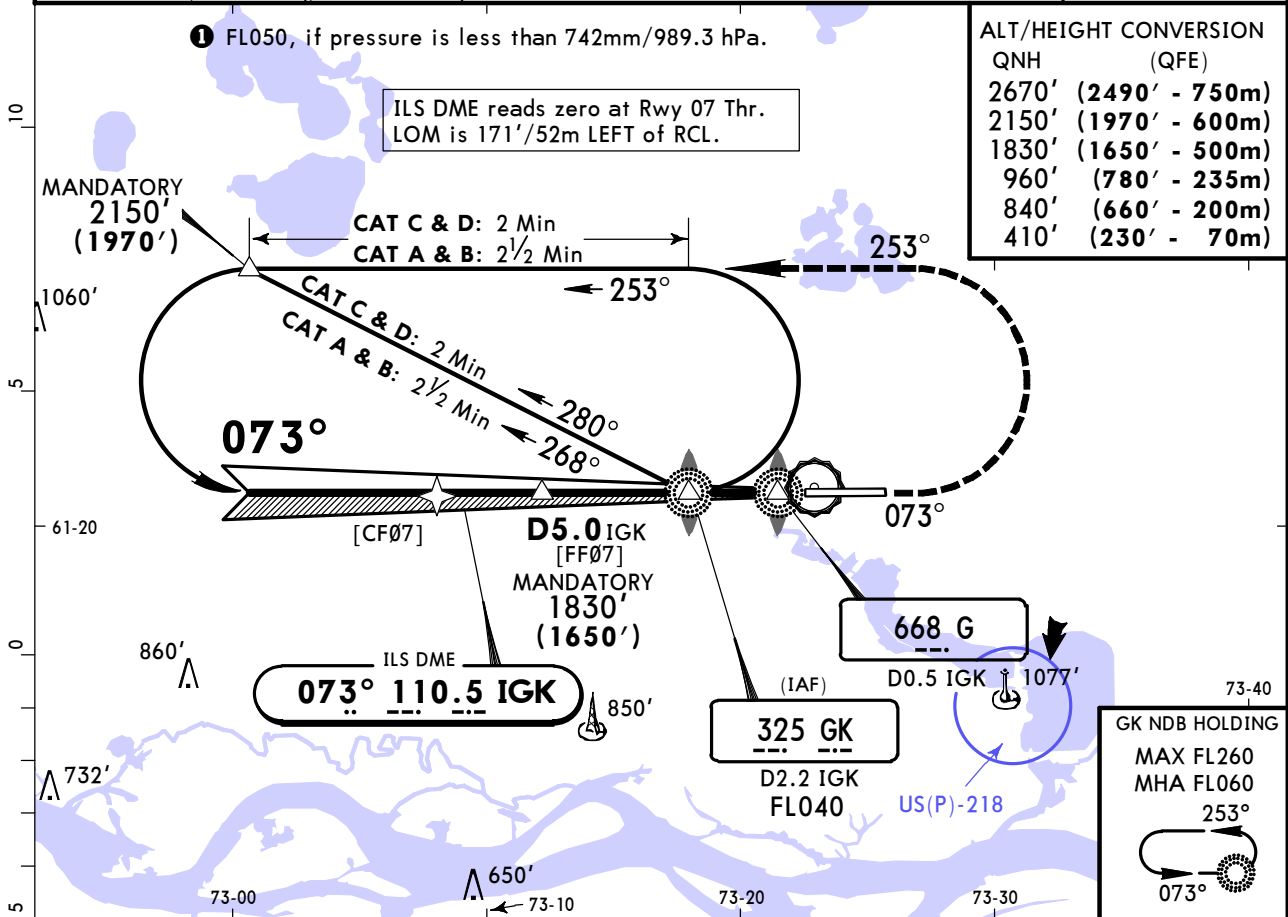 ❶ FL050, if pressure is less than 742mm/989.3 hPa.
ILS DME reads zero at Rwy 07 Thr.
LOM is 171'/52m LEFT of RCL.
ALT/HEIGHT CONVERSION
QNH (QFE)
2670' (2490' - 750m)
2150' (1970' - 600m)
1830' (1650' - 500m)
960' (780' - 235m)
840' (660' - 200m)
410' (230' - 70m)
10
5
0
5
MANDATORY
2150'
(1970')
CAT C & D: 2 Min
CAT A & B: 2½ Min
253°
253°
1060'
CAT C & D: 2 Min
CAT A & B: 2½ Min
280°
268°
073°
61-20
[CFØ7]
D5.0 IGK
[FFØ7]
MANDATORY
1830'
(1650')
073°
668 G
D0.5 IGK
1077'
860'
ILS DME
073° 110.5 IGK
850'
(IAF)
325 GK
D2.2 IGK
FL040
US(P)-218
732'
650'
73-00
73-10
73-20
73-30
73-40
GK NDB HOLDING
MAX FL260
MHA FL060
253°
073°